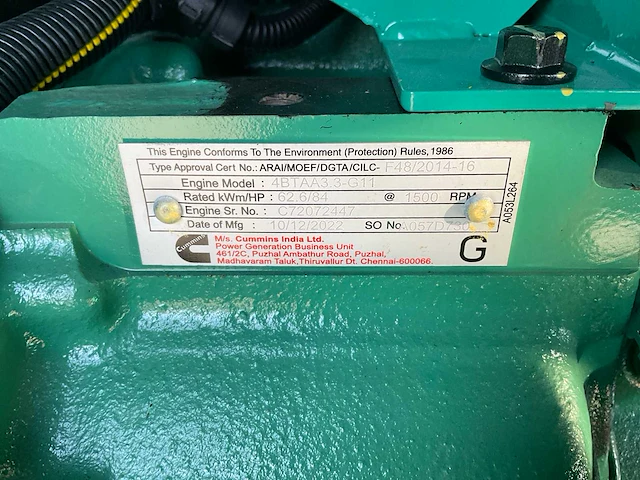 This Engine Conforms To The Environment (Protection) Rules, 1986
Type Approval Cert No.: ARAI/MOEF/DGTA/CILC- F48/2014-16
Engine Model : 4BTAA3.3-G11
Rated kWm/HP : 62.6/84 @ 1500 RPM
Engine Sr. No. : C72072447
Date of Mfg : 10/12/2022 SO No.
Cummins
M/s. Cummins India Ltd.
Power Generation Business Unit
461/2C, Puzhal Ambathur Road, Puzhal,
Madhavaram Taluk,Thiruvallur Dt. Chennai-600066.
G
A053L264